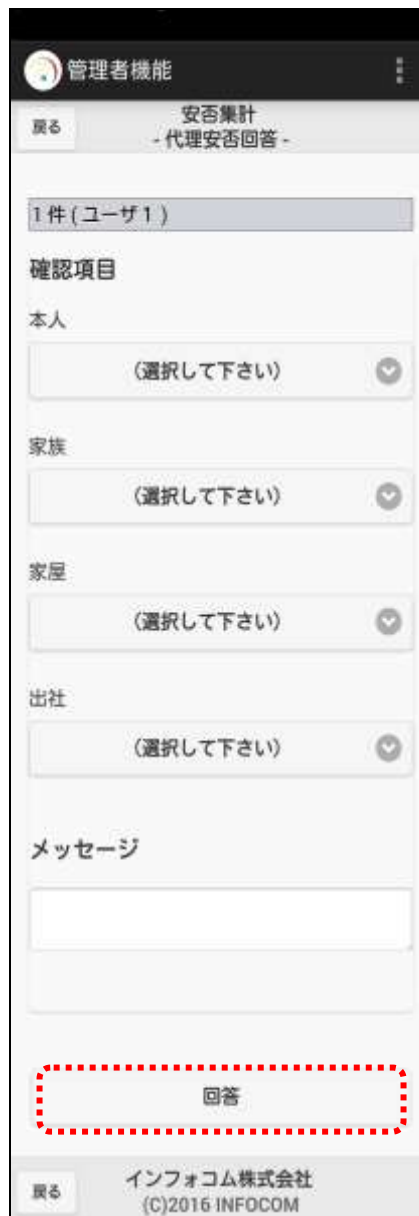 管理者機能
戻る
安否集計
- 代理安否回答 -
1件(ユーザ1)
確認項目
本人
(選択して下さい)
家族
(選択して下さい)
家屋
(選択して下さい)
出社
(選択して下さい)
メッセージ
回答
戻る
インフォコム株式会社
(C)2016 INFOCOM